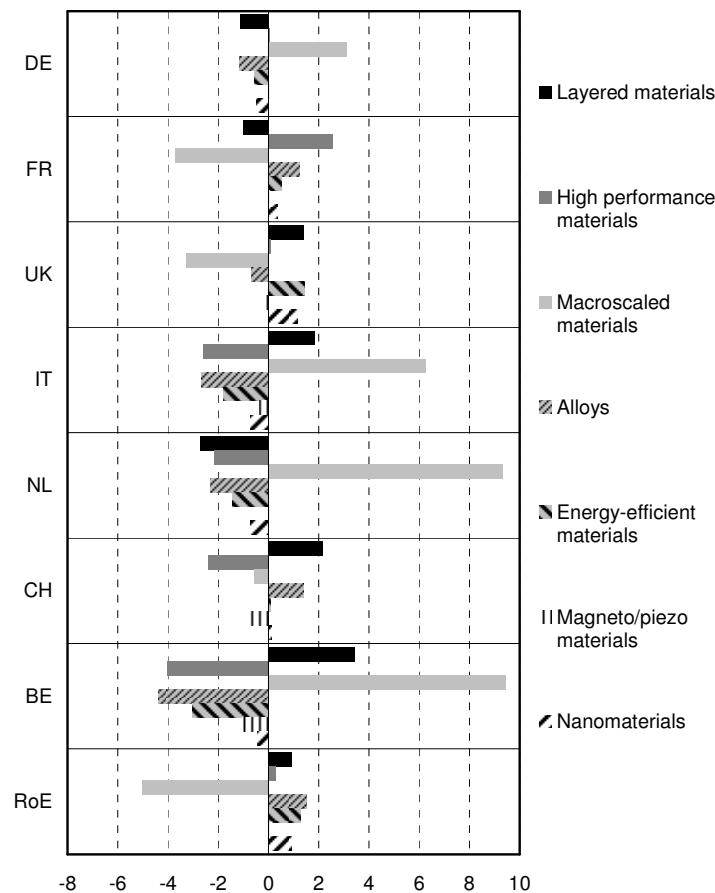 DE
FR
UK
IT
NL
CH
BE
RoE
-8 -6 -4 -2 0 2 4 6 8 10
Layered materials
High performance
materials
Macroscaled
materials
Alloys
Energy-efficient
materials
Magneto/piezo
materials
Nanomaterials